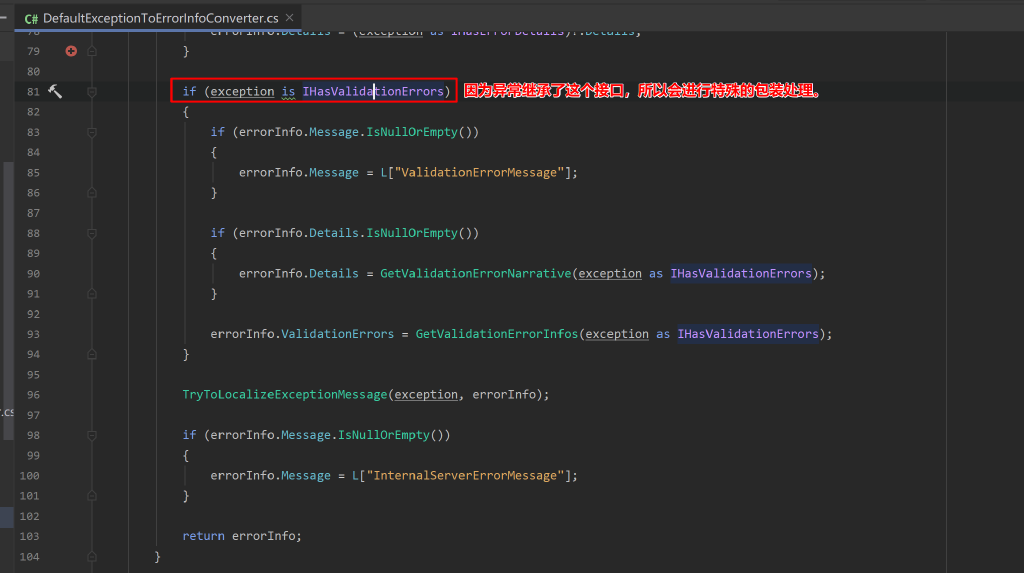 C# DefaultExceptionToErrorInfoConverter.cs ×
78 errorInfo.Details = (exception as IHasErrorDetails)?.Details;
79 }
80
81 if (exception is IHasValidationErrors) 因为异常继承了这个接口，所以会进行特殊的包装处理。
82 {
83 if (errorInfo.Message.IsNullOrEmpty())
84 {
85 errorInfo.Message = L["ValidationErrorMessage"];
86 }
87
88 if (errorInfo.Details.IsNullOrEmpty())
89 {
90 errorInfo.Details = GetValidationErrorNarrative(exception as IHasValidationErrors);
91 }
92
93 errorInfo.ValidationErrors = GetValidationErrorInfos(exception as IHasValidationErrors);
94 }
95
96 TryToLocalizeExceptionMessage(exception, errorInfo);
97
r.cs
98 if (errorInfo.Message.IsNullOrEmpty())
99 {
100 errorInfo.Message = L["InternalServerErrorMessage"];
101 }
102
103 return errorInfo;
104 }